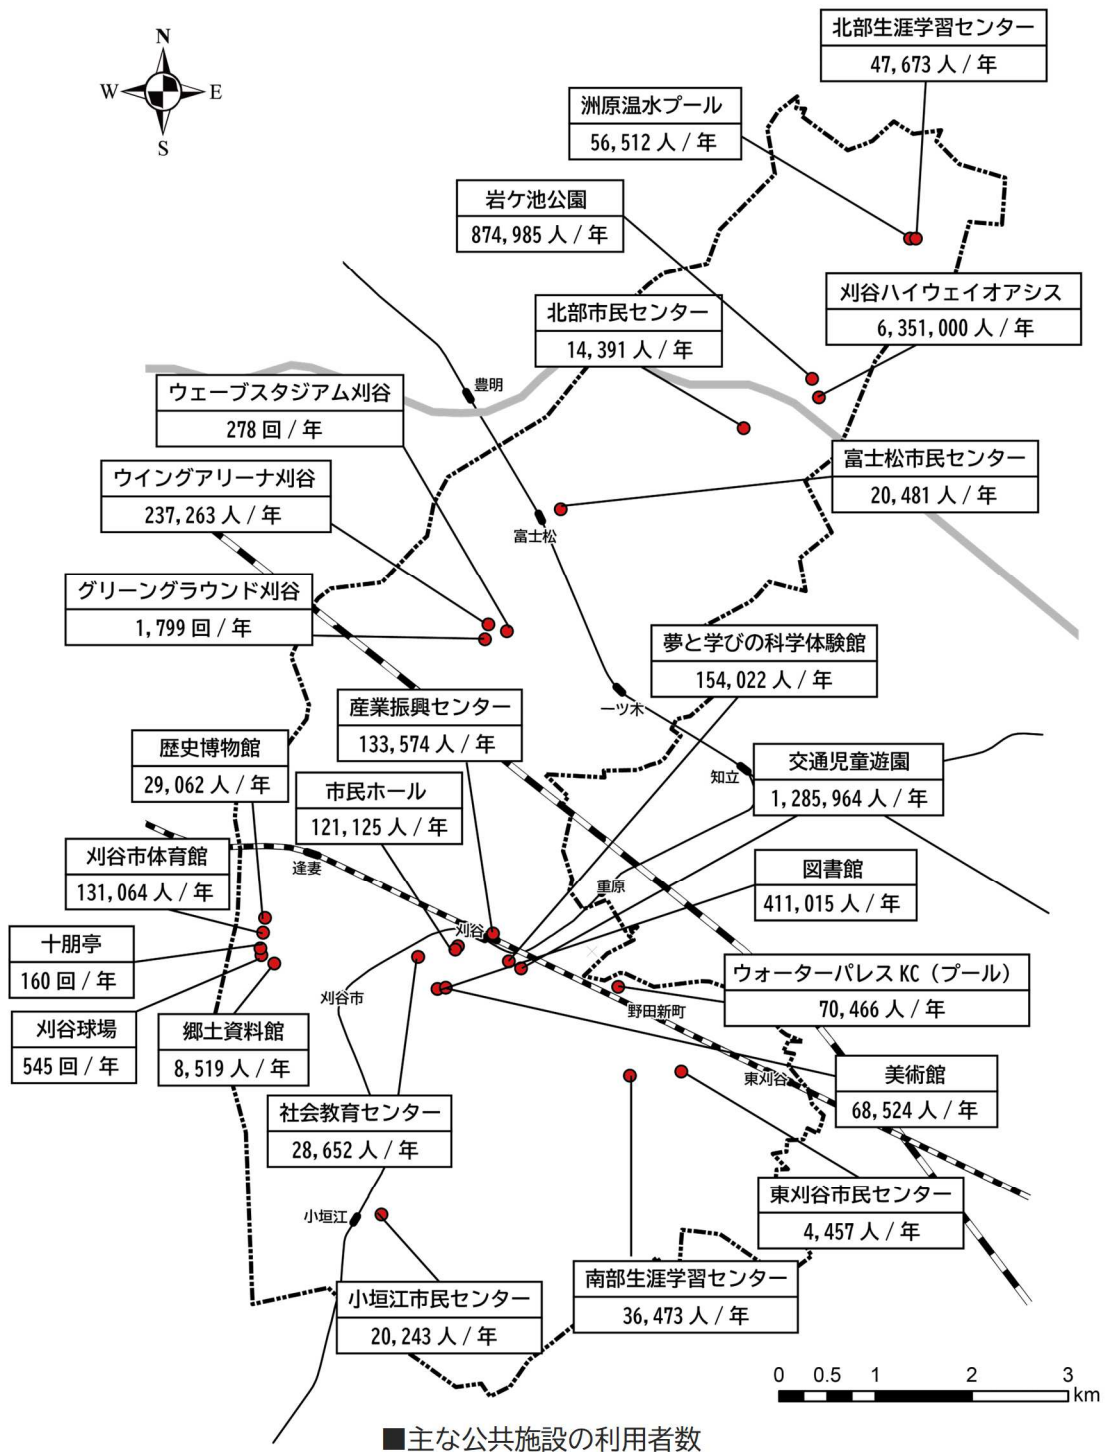 N
W
E
S
北部生涯学習センター
47,673 人 / 年
洲原温水プール
56,512 人 / 年
岩ケ池公園
874,985 人 / 年
刈谷ハイウェイオアシス
6,351,000 人 / 年
北部市民センター
14,391 人 / 年
豊明
ウェーブスタジアム刈谷
278 回 / 年
富士松市民センター
20,481 人 / 年
ウイングアリーナ刈谷
237,263 人 / 年
富士松
グリーングラウンド刈谷
1,799 回 / 年
夢と学びの科学体験館
154,022 人 / 年
一ツ木
産業振興センター
133,574 人 / 年
歴史博物館
29,062 人 / 年
交通児童遊園
1,285,964 人 / 年
知立
市民ホール
121,125 人 / 年
刈谷市体育館
131,064 人 / 年
逢妻
図書館
411,015 人 / 年
重原
刈谷
十朋亭
160 回 / 年
ウォーターパレス KC（プール）
70,466 人 / 年
刈谷市
野田新町
刈谷球場
545 回 / 年
郷土資料館
8,519 人 / 年
東刈谷
美術館
68,524 人 / 年
社会教育センター
28,652 人 / 年
東刈谷市民センター
4,457 人 / 年
小垣江
南部生涯学習センター
36,473 人 / 年
小垣江市民センター
20,243 人 / 年
0 0.5 1 2 3
km
■主な公共施設の利用者数